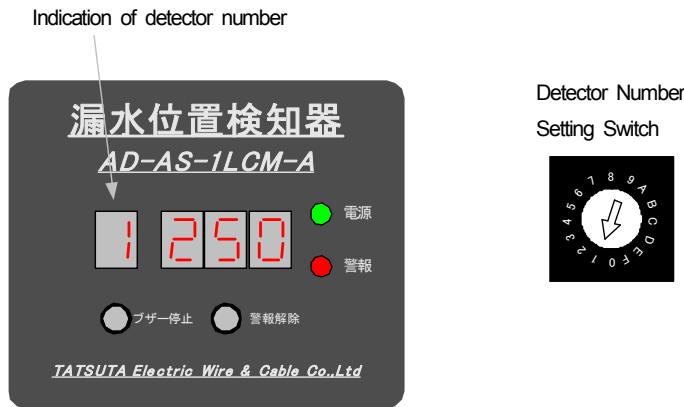 Indication of detector number
漏水位置検知器
AD-AS-1LCM-A
1 250
電源
警報
ブザー停止
警報解除
TATSUTA Electric Wire & Cable Co.,Ltd
Detector Number
Setting Switch
0 1 2 3 4 5 6 7 8 9 A B C D E F